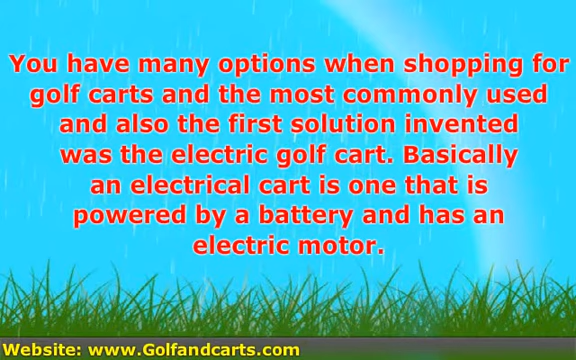 You have many options when shopping for
golf carts and the most commonly used
and also the first solution invented
was the electric golf cart. Basically
an electrical cart is one that is
powered by a battery and has an
electric motor.
Website: www.Golfandcarts.com